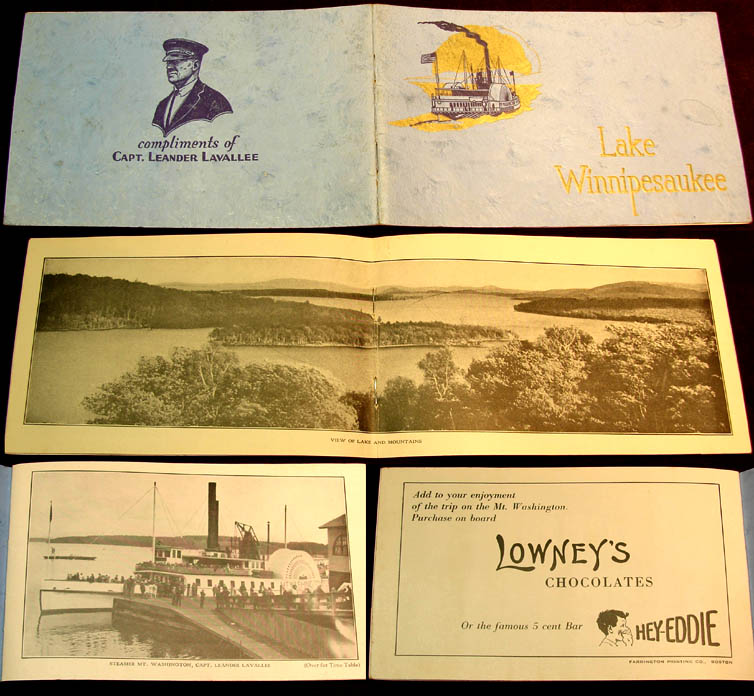 compliments of
CAPT. LEANDER LAVALLEE
Lake
Winnipesaukee
VIEW OF LAKE AND MOUNTAINS
STEAMER MT. WASHINGTON, CAPT. LEANDER LAVALLEE
(Over for Time Table)
Add to your enjoyment
of the trip on the Mt. Washington.
Purchase on board
LOWNEY'S
CHOCOLATES
Or the famous 5 cent Bar
HEY-EDDIE
FARRINGTON PRINTING CO., BOSTON